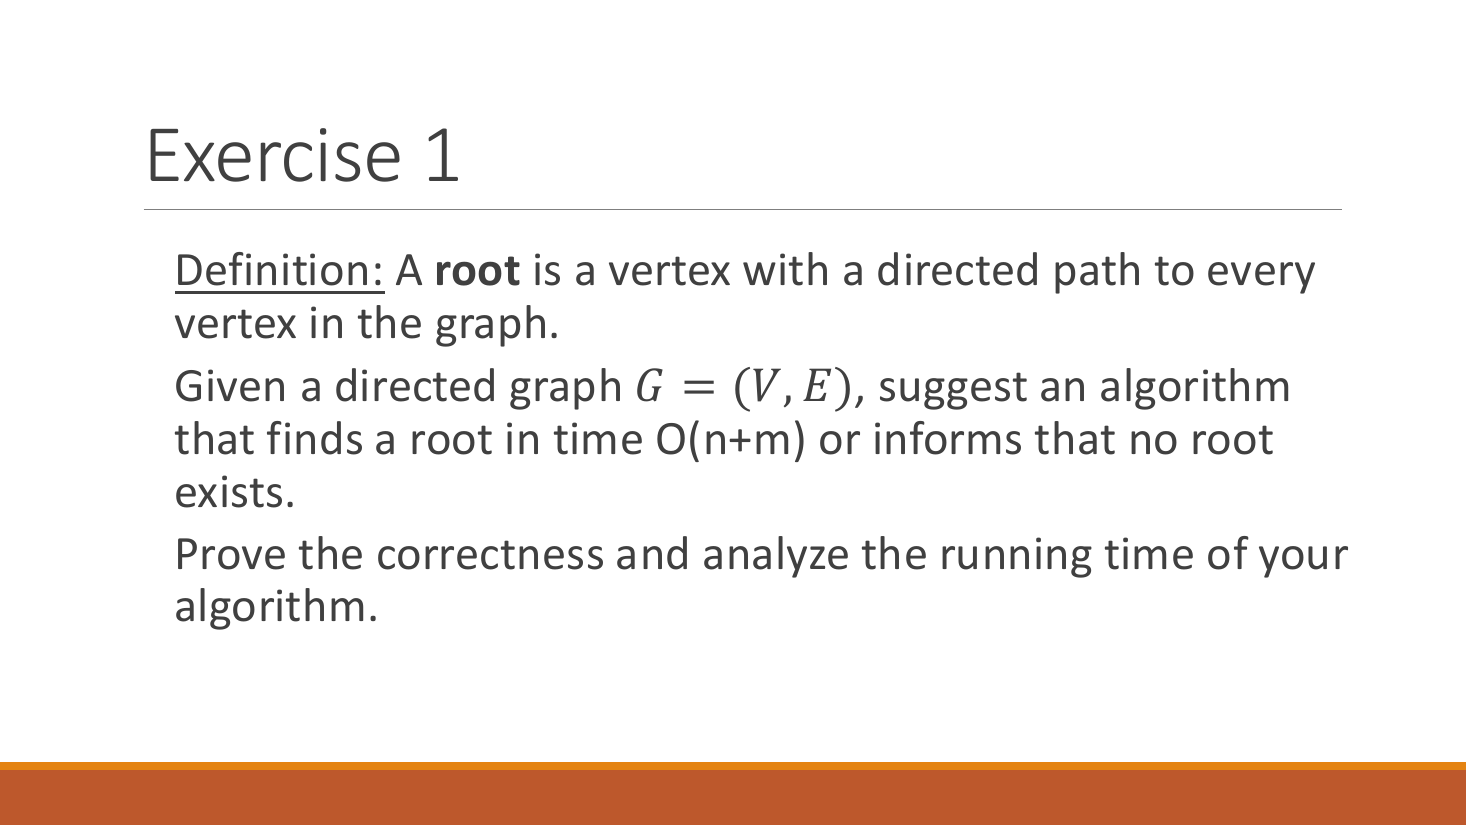 Exercise 1
Definition: A root is a vertex with a directed path to every
vertex in the graph.
Given a directed graph 𝐺 = (𝑉, 𝐸), suggest an algorithm
that finds a root in time O(n+m) or informs that no root
exists.
Prove the correctness and analyze the running time of your
algorithm.